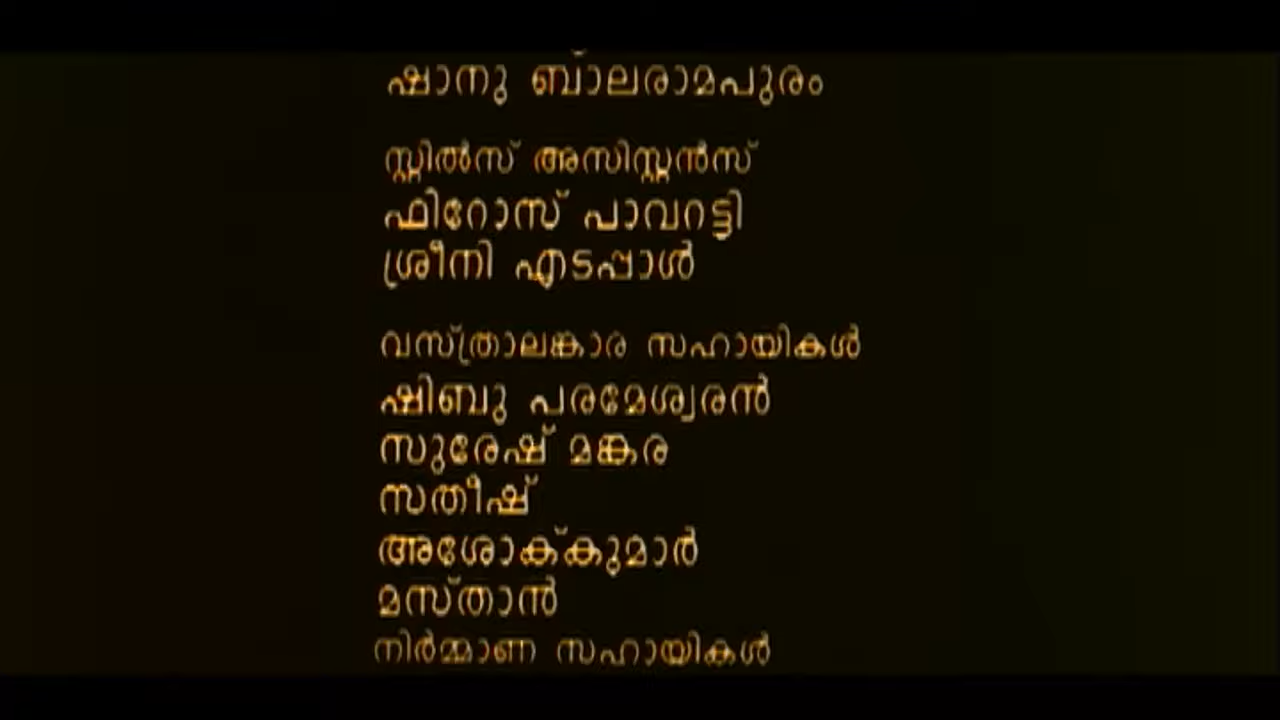 ഷാനു ബാലരാമപുരം
സ്റ്റിൽസ് അസിസ്റ്റൻസ്
ഫിറോസ് പാവറട്ടി
ശ്രീനി എടപ്പാൾ
വസ്ത്രാലങ്കാര സഹായികൾ
ഷിബു പരമേശ്വരൻ
സുരേഷ് മങ്കര
സതീഷ്
അശോക്കുമാർ
മസ്താൻ
നിർമ്മാണ സഹായികൾ